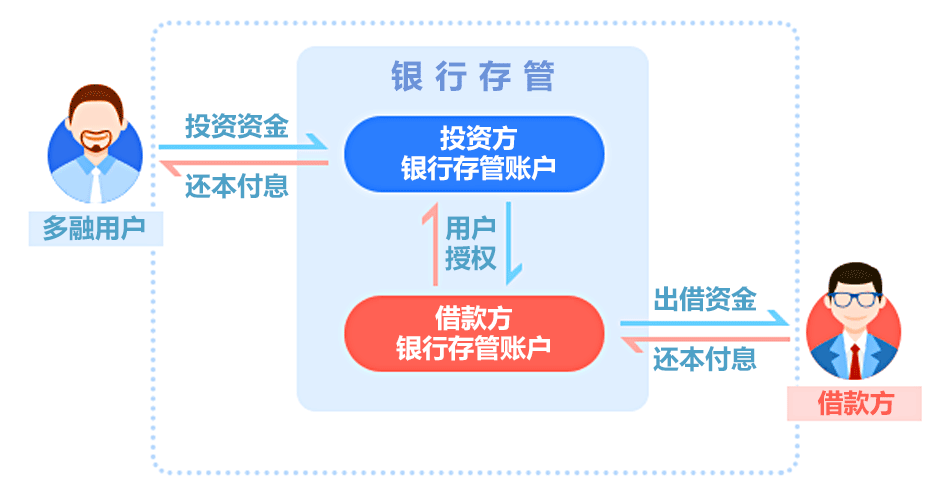 银行存管
投资资金
还本付息
多融用户
投资方
银行存管账户
用户
授权
借款方
银行存管账户
出借资金
还本付息
借款方